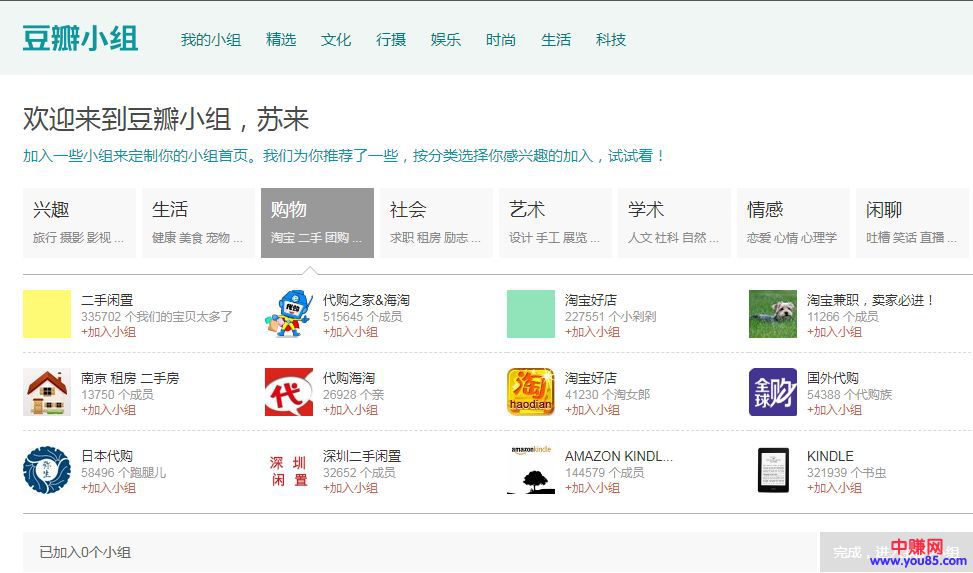 豆瓣小组 我的小组 精选 文化 行摄 娱乐 时尚 生活 科技
欢迎来到豆瓣小组，苏来
加入一些小组来定制你的小组首页。我们为你推荐了一些，按分类选择你感兴趣的加入，试试看！
兴趣 生活 购物 社会 艺术 学术 情感 闲聊
旅行 摄影 影视 ... 健康 美食 宠物 ... 淘宝 二手 团购 ... 求职 租房 励志 ... 设计 手工 展览 ... 人文 社科 自然 ... 恋爱 心情 心理学 吐槽 笑话 直播 ...
二手闲置 代购之家&海淘 淘宝好店 淘宝兼职，卖家必进！
335702 个我们的宝贝太多了 515645 个成员 227551 个小剁剁 11266 个成员
+加入小组 +加入小组 +加入小组 +加入小组
南京 租房 二手房 代 代购海淘 淘 haodian 淘宝好店 全球购 国外代购
13750 个成员 26928 个亲 41230 个淘女郎 54388 个代购族
+加入小组 +加入小组 +加入小组 +加入小组
日本代购 深圳闲置 深圳二手闲置 amazonkindle AMAZON KINDL... KINDLE
58496 个跑腿儿 32652 个成员 144579 个成员 321939 个书虫
+加入小组 +加入小组 +加入小组 +加入小组
已加入0个小组 完成，进 组
中赚网
www.you85.com